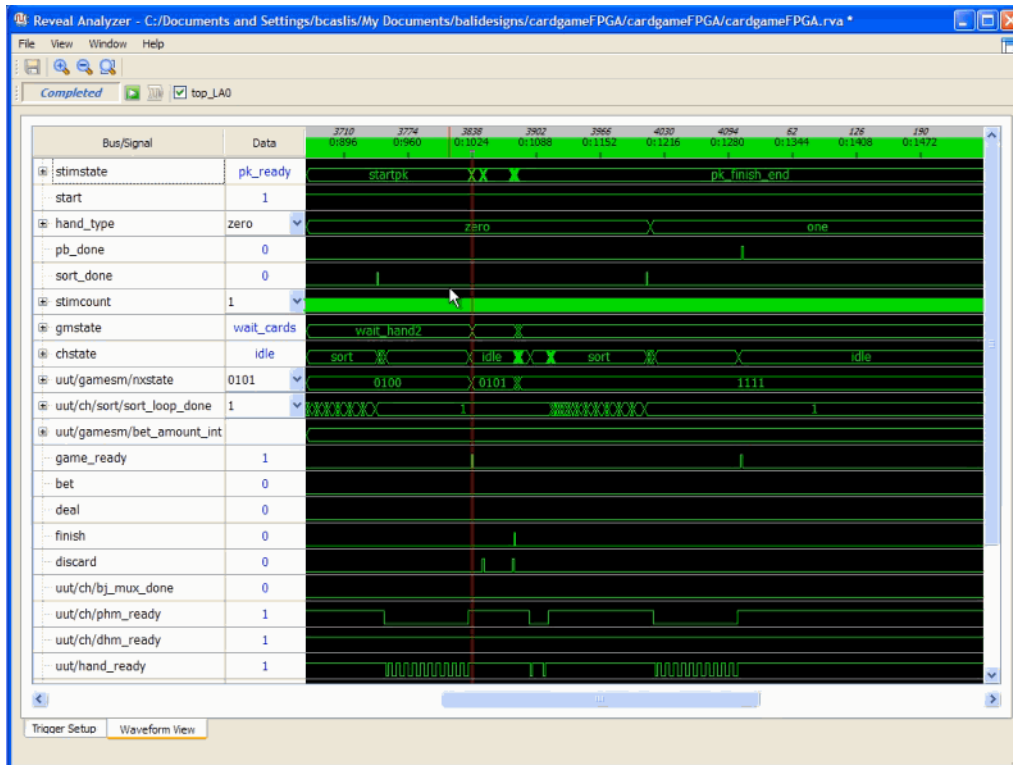 Reveal Analyzer - C:/Documents and Settings/bcaslis/My Documents/balidesigns/cardgameFPGA/cardgameFPGA/cardgameFPGA.rva *
File View Window Help
Completed top_LA0
Bus/Signal Data 3710 3774 3838 3902 3966 4030 4094 62 126 190
0:896 0:960 0:1024 0:1088 0:1152 0:1216 0:1280 0:1344 0:1408 0:1472
stimstate pk_ready startpk pk_finish_end
start 1
hand_type zero zero one
pb_done 0
sort_done 0
stimcount 1
gmstate wait_cards wait_hand2
chstate idle sort idle sort idle
uut/gamesm/nxstate 0101 0100 0101 1111
uut/ch/sort/sort_loop_done 1 1 1
uut/gamesm/bet_amount_int
game_ready 1
bet 0
deal 0
finish 0
discard 0
uut/ch/bj_mux_done 0
uut/ch/phm_ready 1
uut/ch/dhm_ready 1
uut/hand_ready 1
Trigger Setup Waveform View